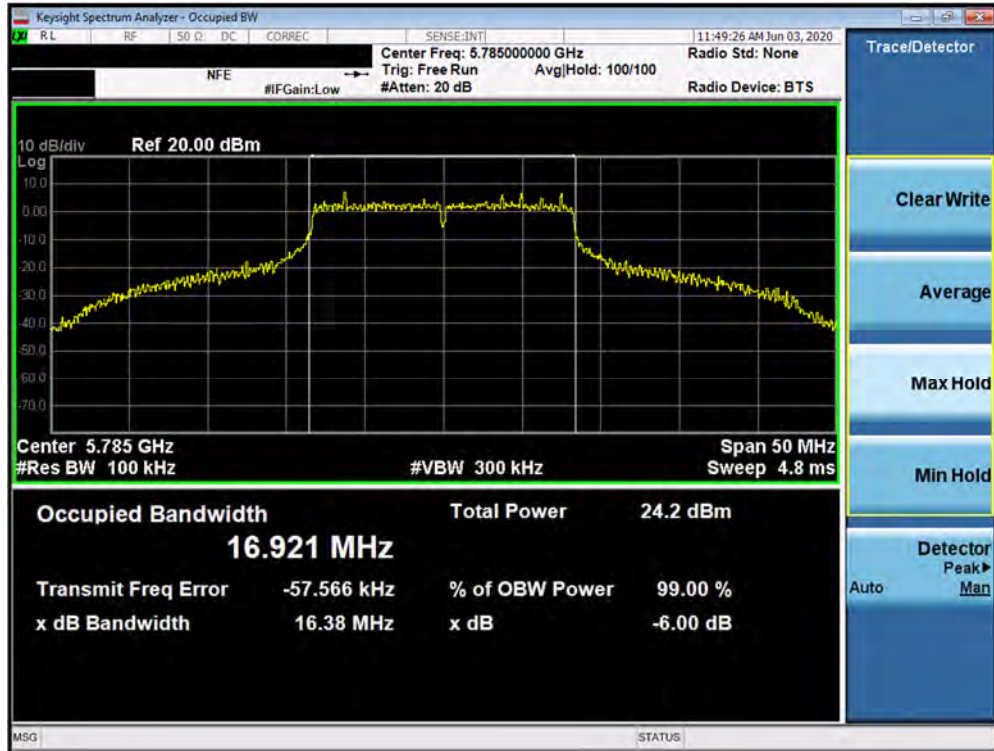 Keysight Spectrum Analyzer - Occupied BW
RL RF 50 Ω DC CORREC SENSE:INT 11:49:26 AM Jun 03, 2020
Center Freq: 5.785000000 GHz Radio Std: None
NFE Trig: Free Run Avg|Hold: 100/100
#IFGain:Low #Atten: 20 dB Radio Device: BTS
Trace/Detector
10 dB/div Ref 20.00 dBm
Log
10.0
0.00
-10.0
-20.0
-30.0
-40.0
-50.0
-60.0
-70.0
Center 5.785 GHz Span 50 MHz
#Res BW 100 kHz #VBW 300 kHz Sweep 4.8 ms
Occupied Bandwidth Total Power 24.2 dBm
16.921 MHz
Transmit Freq Error -57.566 kHz % of OBW Power 99.00 %
x dB Bandwidth 16.38 MHz x dB -6.00 dB
Clear Write
Average
Max Hold
Min Hold
Detector
Peak▶
Auto Man
MSG STATUS